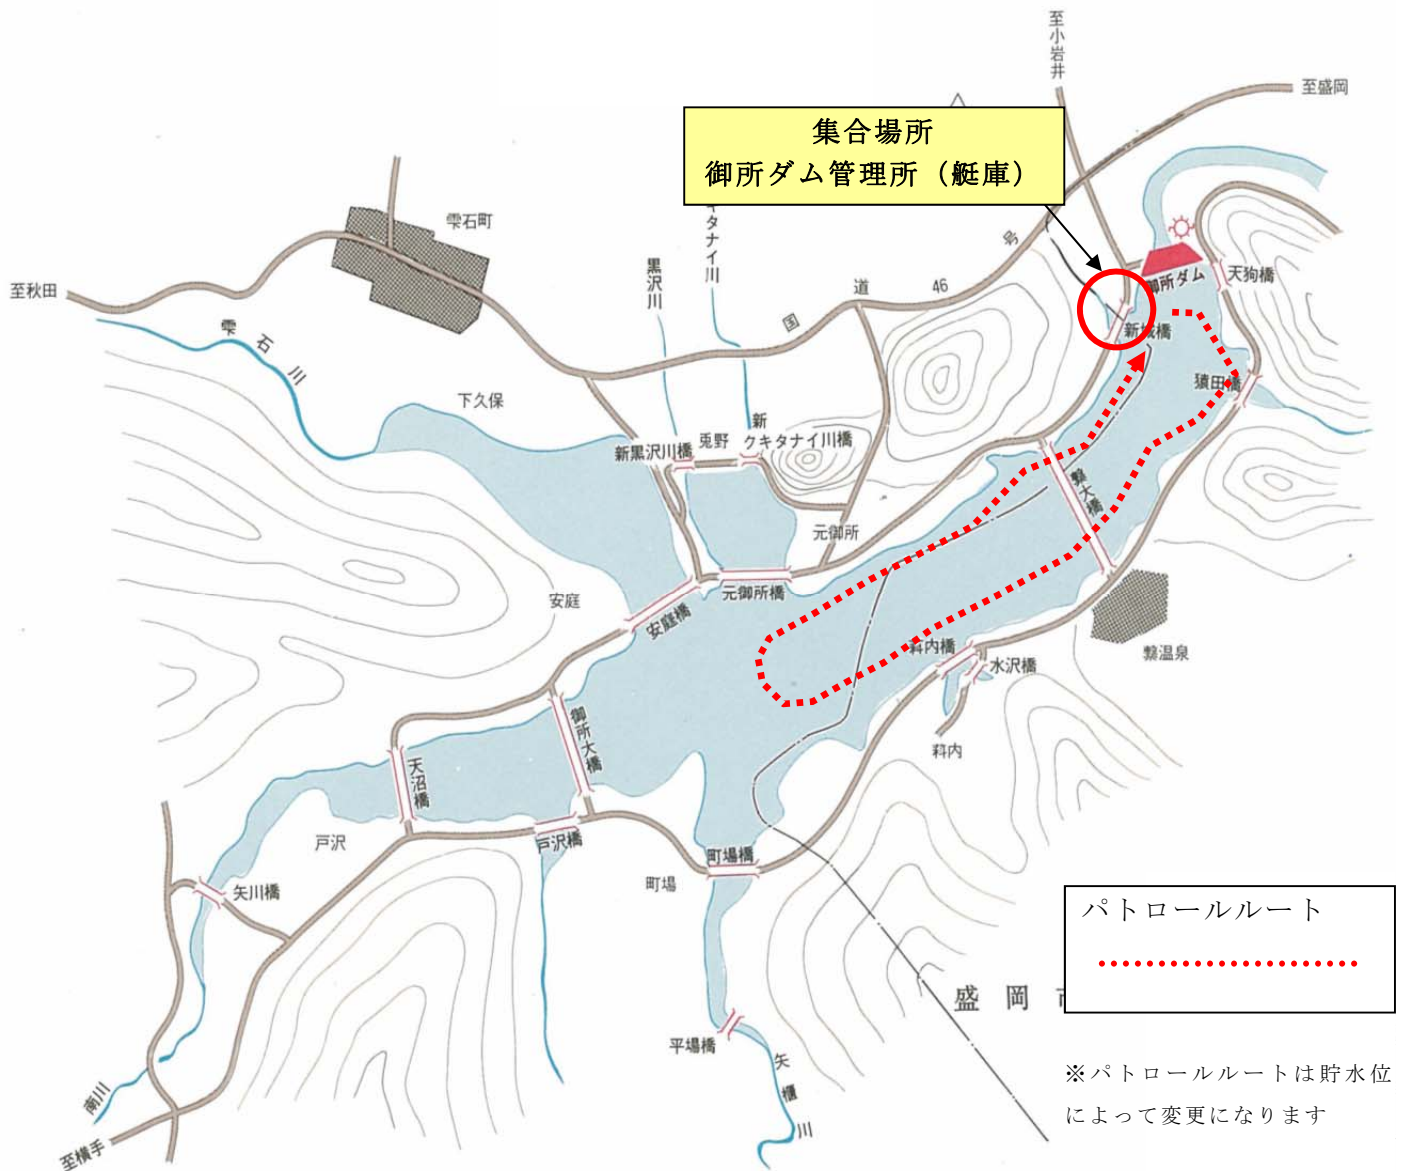 至小岩井
至盛岡
集合場所
御所ダム管理所（艇庫）
タナイ川
雫石町
黒沢川
国道46号
至秋田
雫石川
御所ダム
天狗橋
新城橋
猿田橋
下久保
新黒沢川橋
兎野
新クキタナイ川橋
繋大橋
元御所
元御所橋
安庭
安庭橋
繋温泉
水沢橋
御所大橋
天沼橋
戸沢
戸沢橋
町場橋
町場
矢川橋
パトロールルート
盛岡
平場橋
矢櫃川
南川
至横手
※パトロールルートは貯水位
によって変更になります